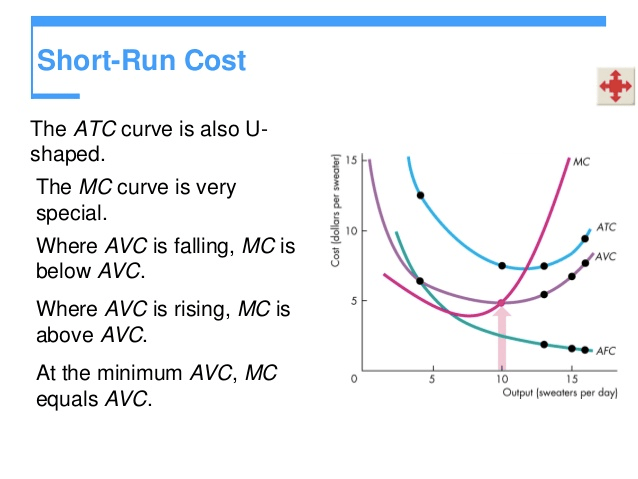 Short-Run Cost
The ATC curve is also U-
shaped.
The MC curve is very
special.
Where AVC is falling, MC is
below AVC.
Where AVC is rising, MC is
above AVC.
At the minimum AVC, MC
equals AVC.
Cost (dollars per sweater)
15
10
5
0
5
10
15
Output (sweaters per day)
MC
ATC
AVC
AFC